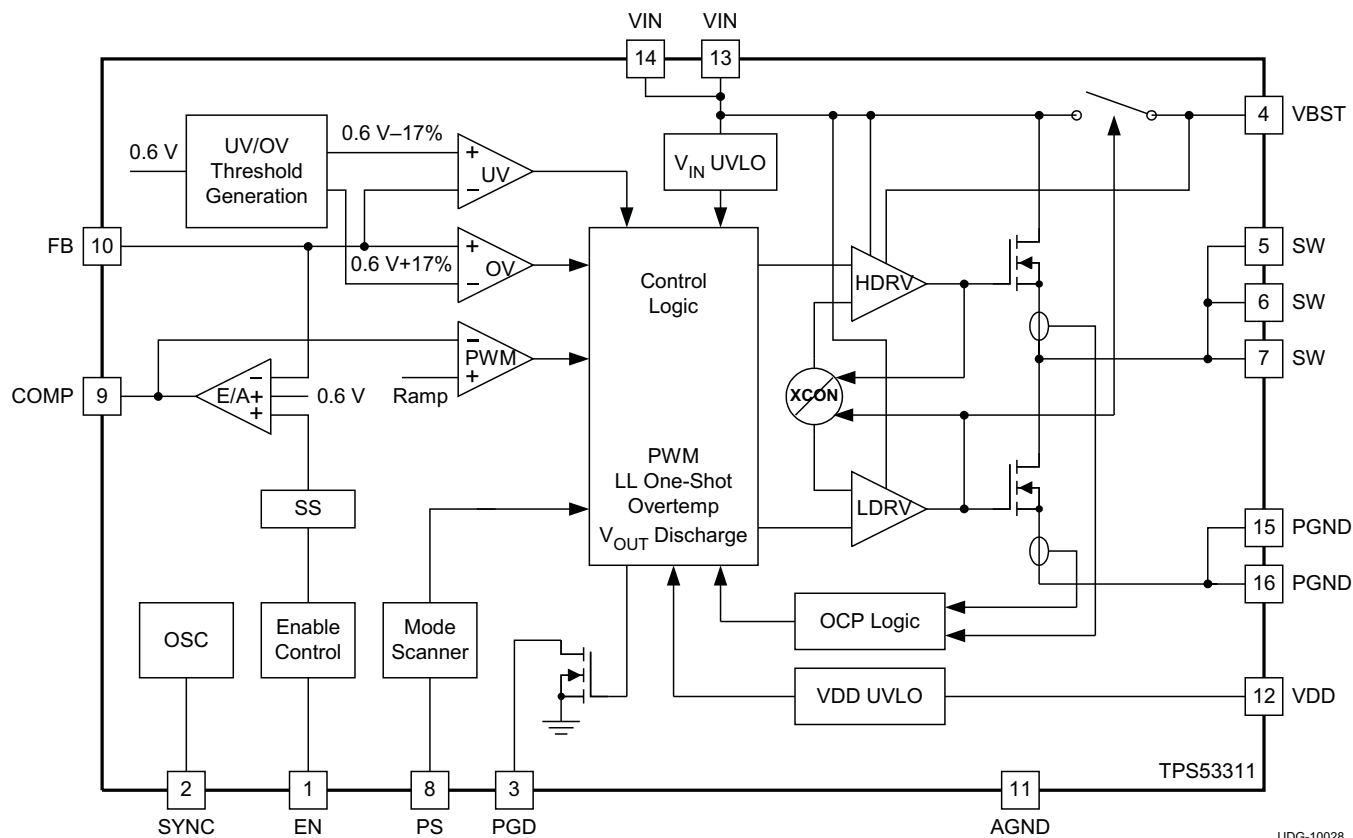 VIN VIN
14 13
4 VBST
0.6 V
UV/OV
Threshold
Generation
0.6 V–17%
+
UV
–
VIN UVLO
FB 10
0.6 V+17%
+
OV
–
Control
Logic
HDRV
5 SW
6 SW
7 SW
–
PWM
+
Ramp
COMP 9
–
E/A+
+
0.6 V
XCON
SS
PWM
LL One-Shot
Overtemp
VOUT Discharge
LDRV
15 PGND
16 PGND
OSC
Enable
Control
Mode
Scanner
OCP Logic
VDD UVLO
12 VDD
TPS53311
2 1 8 3 11
SYNC EN PS PGD AGND
UDG-10028